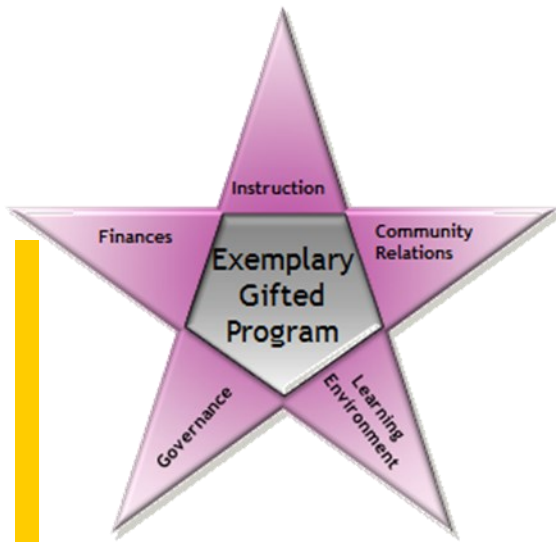 Instruction
Finances
Community
Relations
Exemplary
Gifted
Program
Governance
Learning
Environment